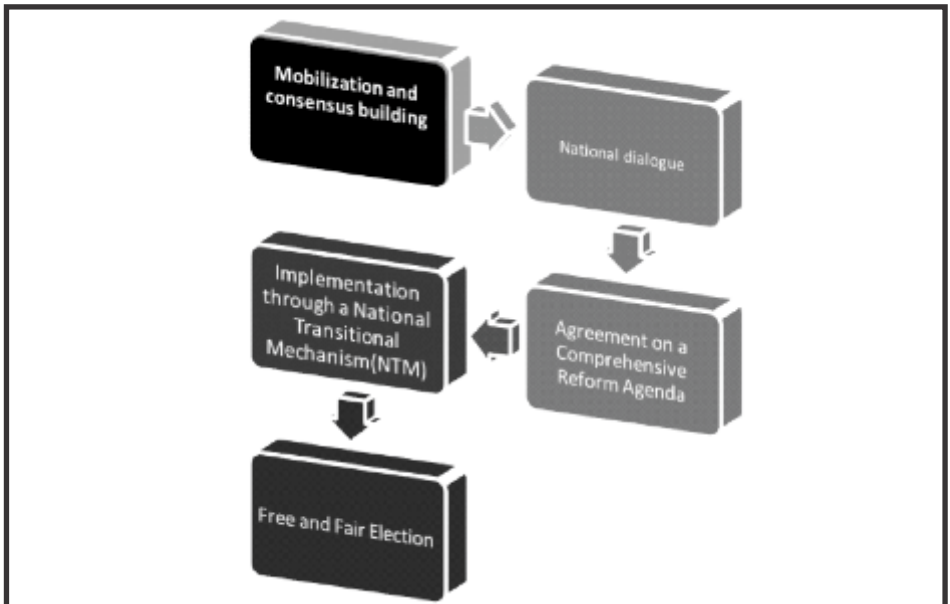 Mobilization and
consensus building
National dialogue
Agreement on a
Comprehensive
Reform Agenda
Implementation
through a National
Transitional
Mechanism(NTM)
Free and Fair Election